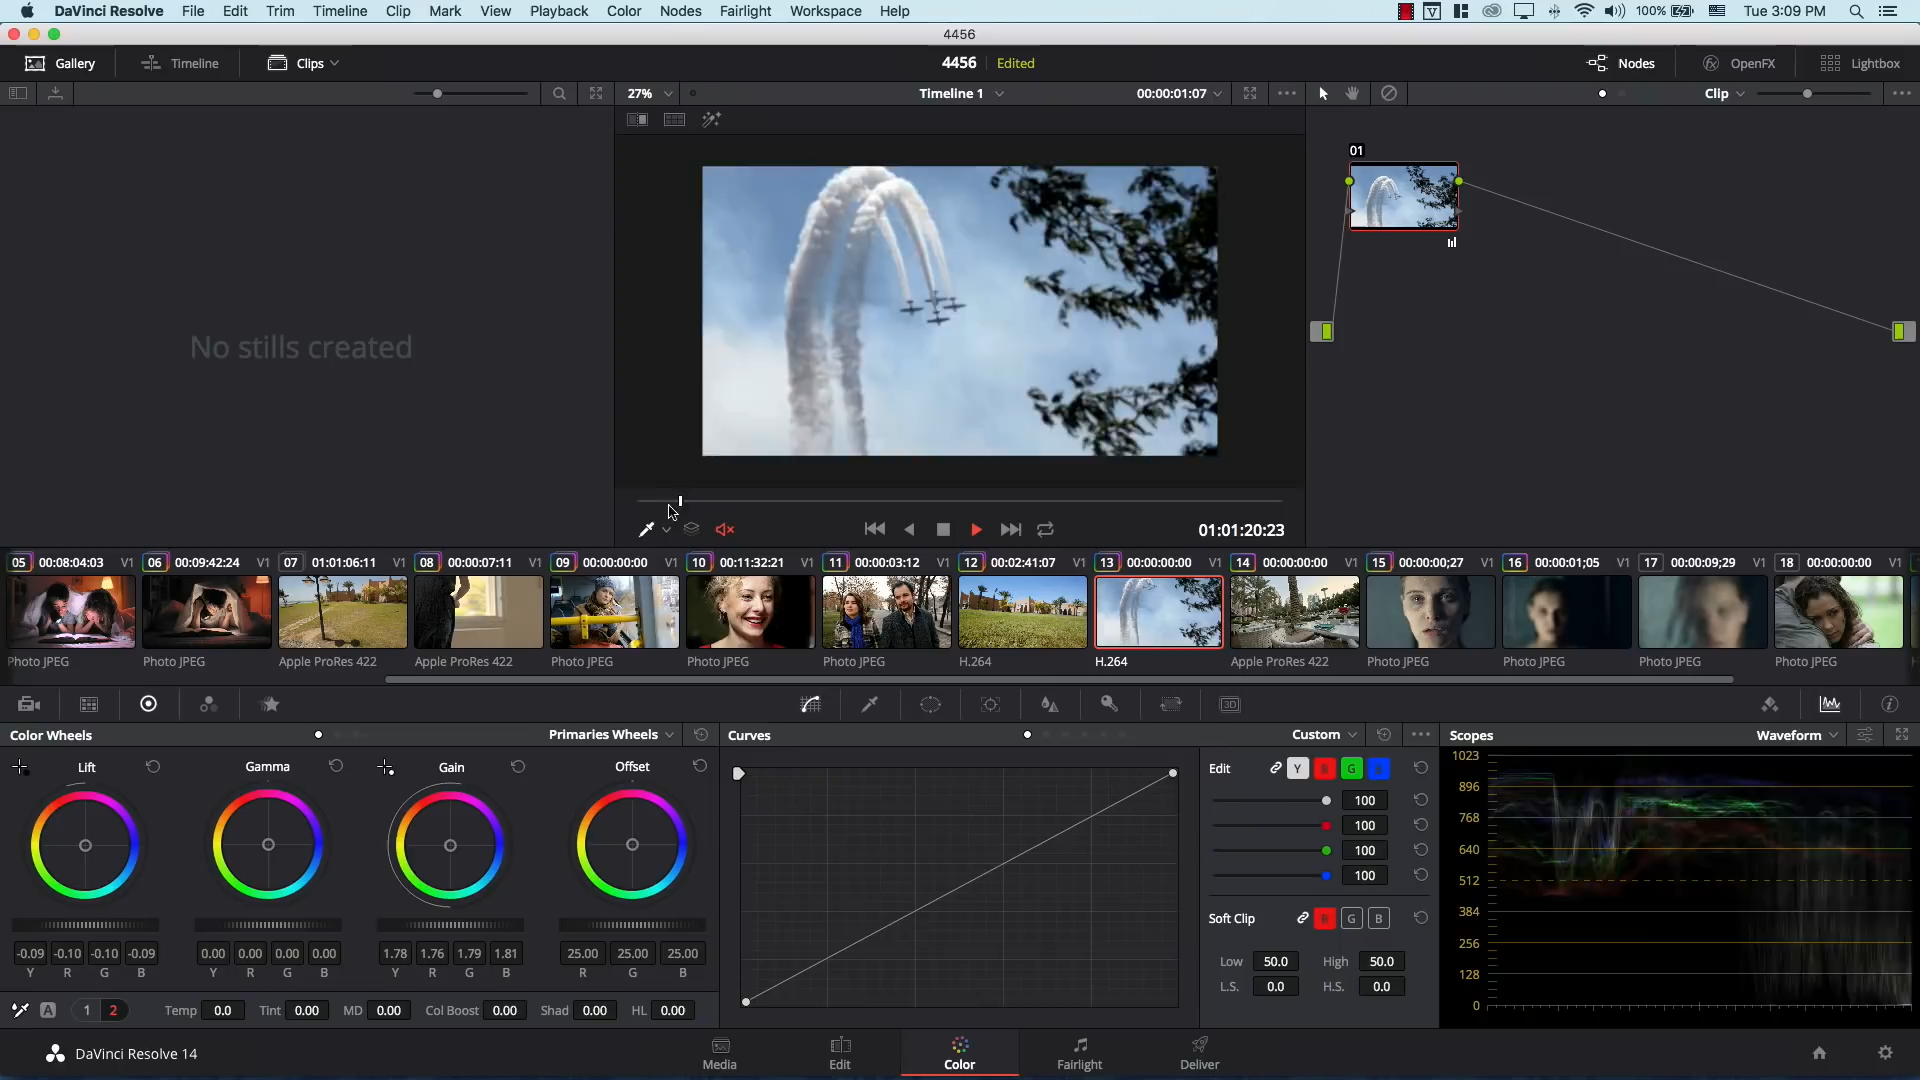 DaVinci Resolve File Edit Trim Timeline Clip Mark View Playback Color Nodes Fairlight Workspace Help 100% Tue 3:09 PM
4456
Gallery Timeline Clips 4456 Edited Nodes OpenFX Lightbox
27% Timeline 1 00:00:01:07 Clip
01
No stills created
01:01:20:23
05 00:08:04:03 V1 06 00:09:42:24 V1 07 01:01:06:11 V1 08 00:00:07:11 V1 09 00:00:00:00 V1 10 00:11:32:21 V1 11 00:00:03:12 V1 12 00:02:41:07 V1 13 00:00:00:00 V1 14 00:00:00:00 V1 15 00:00:00;27 V1 16 00:00:01;05 V1 17 00:00:09;29 V1 18 00:00:00:00 V1
Photo JPEG Photo JPEG Apple ProRes 422 Apple ProRes 422 Photo JPEG Photo JPEG Photo JPEG H.264 H.264 Apple ProRes 422 Photo JPEG Photo JPEG Photo JPEG Photo JPEG
3D
Color Wheels Primaries Wheels Curves Custom Scopes Waveform
Lift Gamma Gain Offset Edit Y R G B
100
100
100
100
Soft Clip R G B
-0.09 -0.10 -0.10 -0.09 0.00 0.00 0.00 0.00 1.78 1.76 1.79 1.81 25.00 25.00 25.00
Y R G B Y R G B Y R G B R G B
Low 50.0 High 50.0
L.S. 0.0 H.S. 0.0
A 1 2 Temp 0.0 Tint 0.00 MD 0.00 Col Boost 0.00 Shad 0.00 HL 0.00
1023
896
768
640
512
384
256
128
0
DaVinci Resolve 14 Media Edit Color Fairlight Deliver